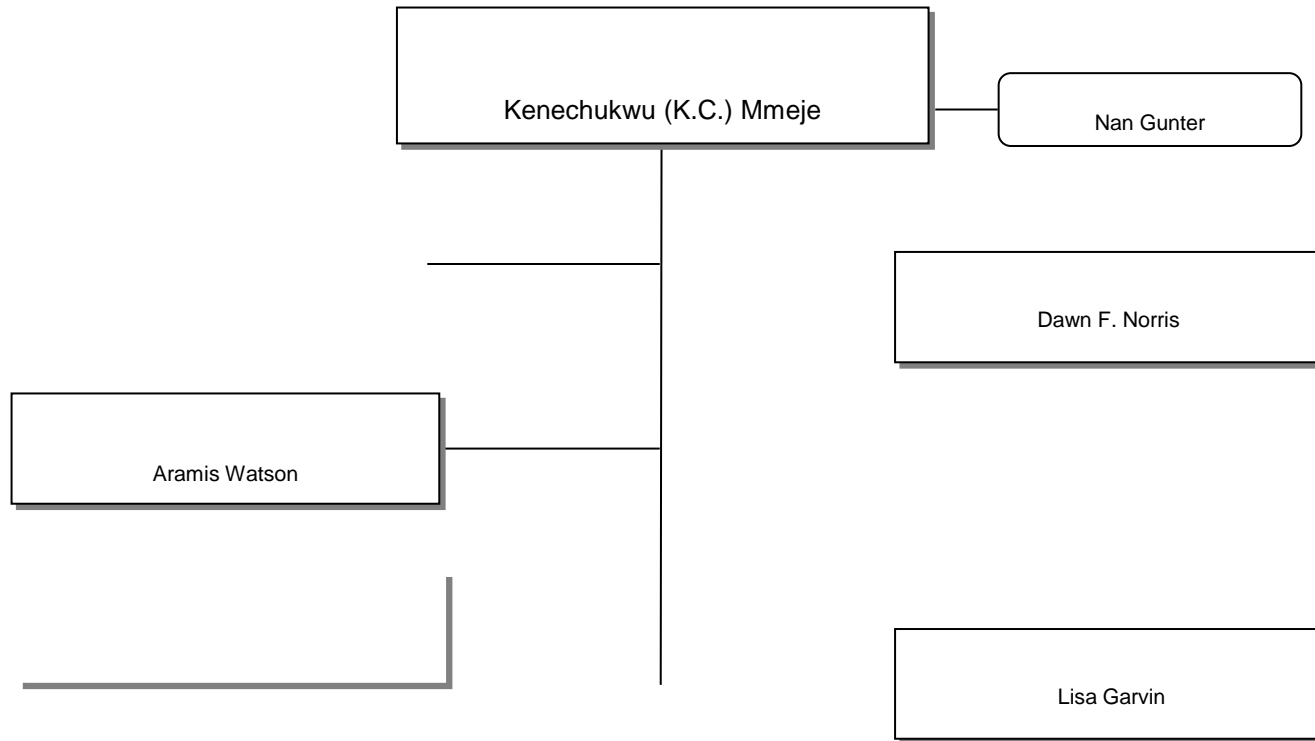 Kenechukwu (K.C.) Mmeje
Nan Gunter
Dawn F. Norris
Aramis Watson
Lisa Garvin